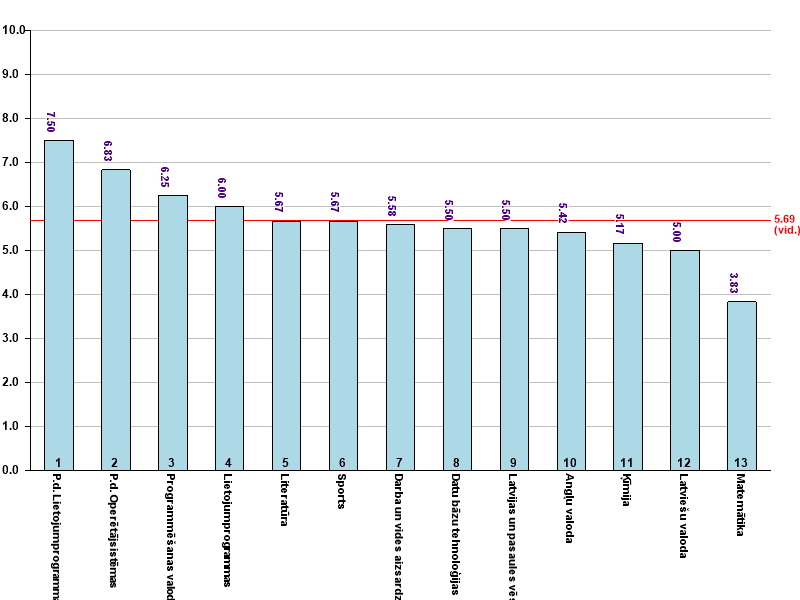 10.0
9.0
8.0
7.0
6.0
5.0
4.0
3.0
2.0
1.0
0.0
7.50
6.83
6.25
6.00
5.67
5.67
5.58
5.50
5.50
5.42
5.17
5.00
3.83
5.69
(vid.)
1
2
3
4
5
6
7
8
9
10
11
12
13
P.d. Lietojumprogramm
P.d. Operētājsistēmas
Programmēšanas valod
Lietojumprogrammas
Literatūra
Sports
Darba un vides aizsardz
Datu bāzu tehnoloģijas
Latvijas un pasaules vēs
Angļu valoda
Ķīmija
Latviešu valoda
Matemātika